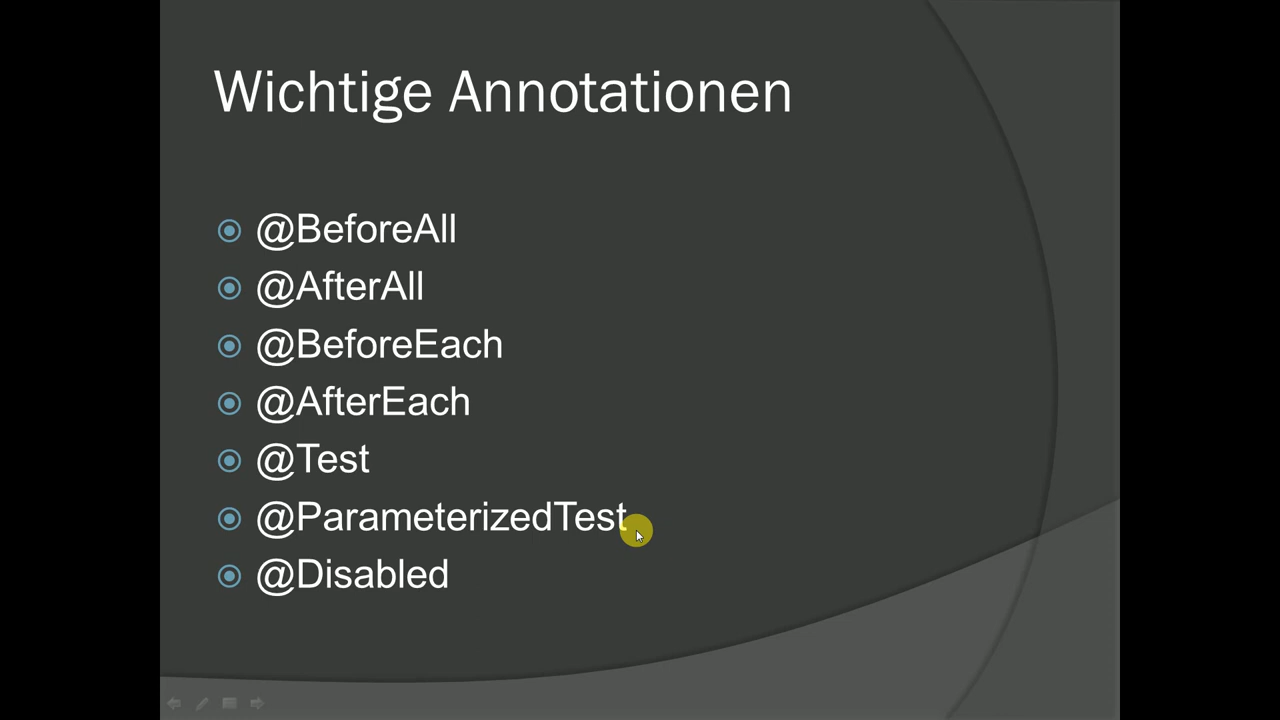 Wichtige Annotationen
@BeforeAll
@AfterAll
@BeforeEach
@AfterEach
@Test
@ParameterizedTest
@Disabled